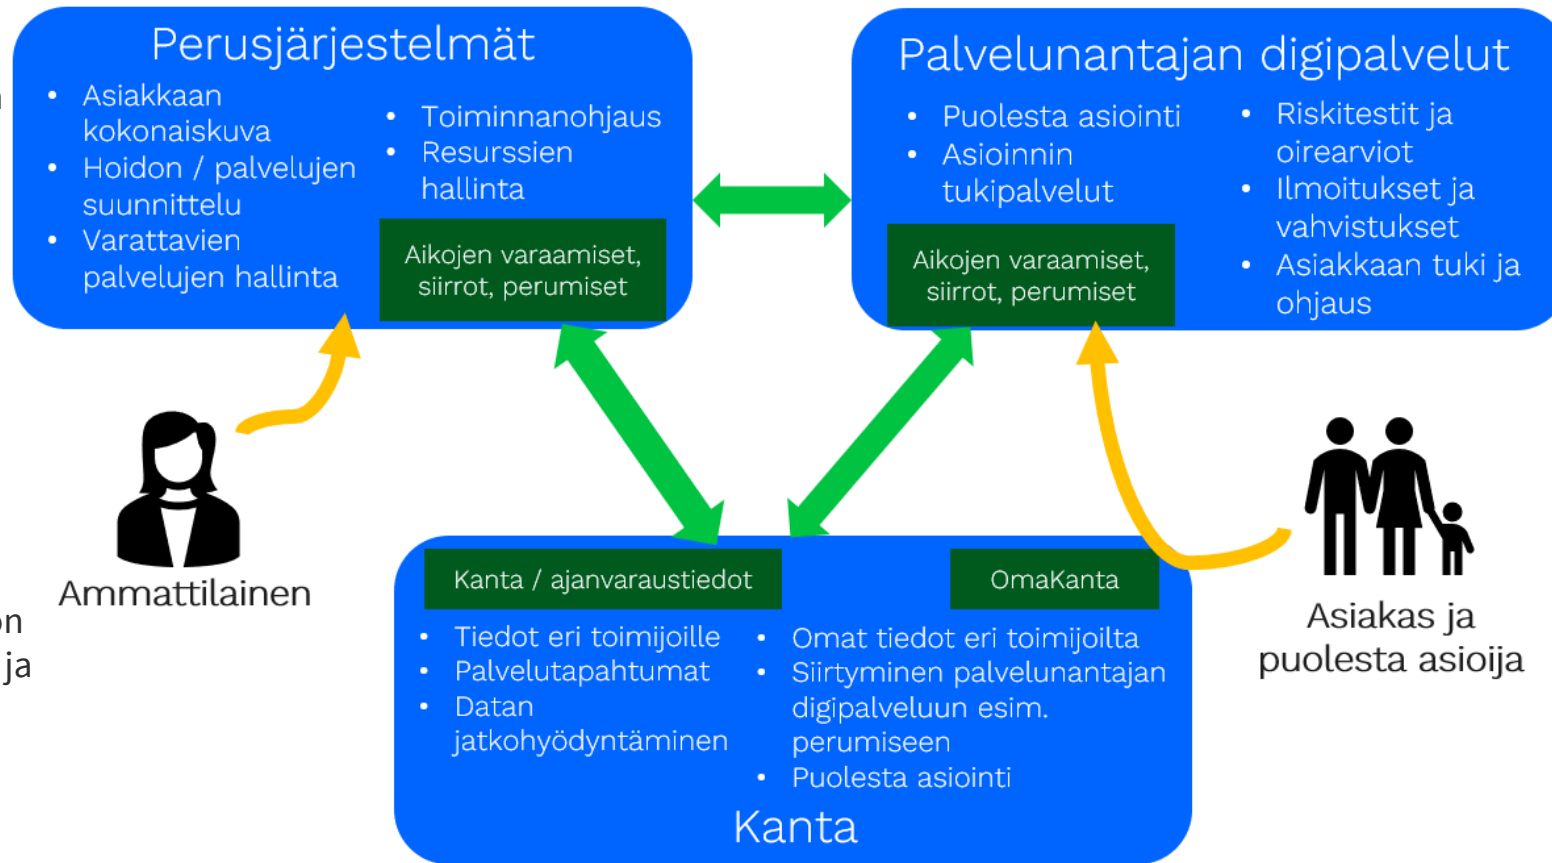 Perusjärjestelmät
• Asiakkaan
kokonaiskuva
• Hoidon / palvelujen
suunnittelu
• Varattavien
palvelujen hallinta
• Toiminnanohjaus
• Resurssien
hallinta
Aikojen varaamiset,
siirrot, perumiset
Palvelunantajan digipalvelut
• Puolesta asiointi
• Asioinnin
tukipalvelut
Aikojen varaamiset,
siirrot, perumiset
• Riskitestit ja
oirearviot
• Ilmoitukset ja
vahvistukset
• Asiakkaan tuki ja
ohjaus
Ammattilainen
ja
Asiakas ja
puolesta asioija
Kanta / ajanvaraustiedot
• Tiedot eri toimijoille
• Palvelutapahtumat
• Datan
jatkohyödyntäminen
OmaKanta
• Omat tiedot eri toimijoilta
• Siirtyminen palvelunantajan
digipalveluun esim.
perumiseen
• Puolesta asiointi
Kanta